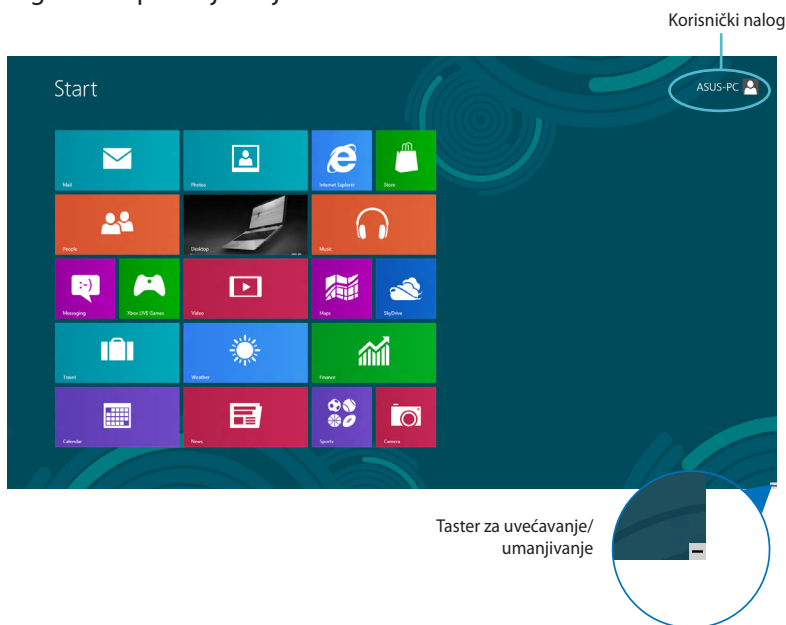 Korisnički nalog
Start
ASUS-PC
Mail
Photos
Internet Explorer
Store
People
Desktop
Music
Messaging
Xbox LIVE Games
Video
Maps
SkyDrive
Travel
Weather
Finance
Calendar
News
Sports
Camera
Taster za uvećavanje/
umanjivanje